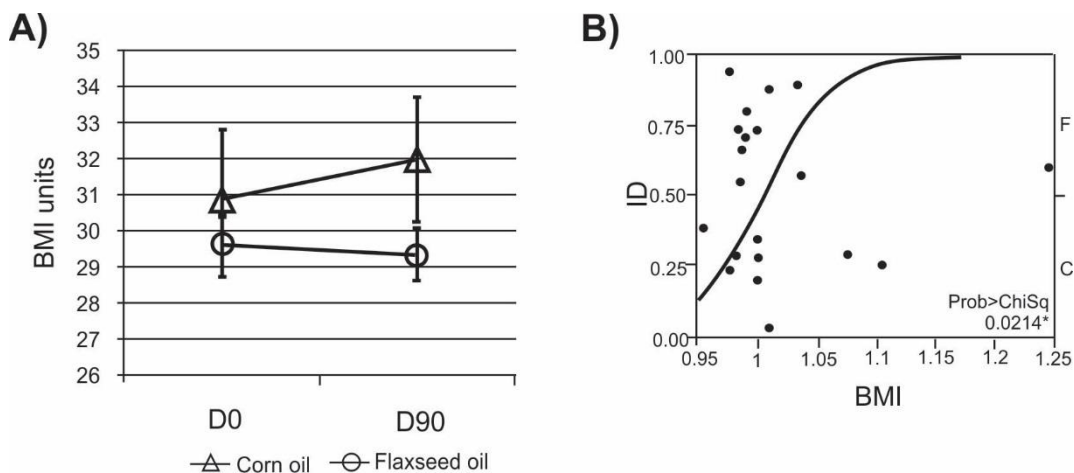 A)
BMI units
35
34
33
32
31
30
29
28
27
26
D0 D90
Corn oil Flaxseed oil
B)
ID
1.00
0.75
0.50
0.25
0.00
F
C
Prob>ChiSq
0.0214*
0.95 1 1.05 1.1 1.15 1.2 1.25
BMI